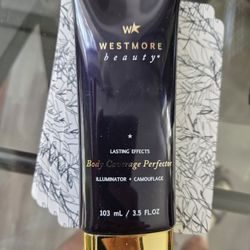 WESTMORE
beauty®
LASTING EFFECTS
Body Coverage Perfector
ILLUMINATOR + CAMOUFLAGE
103 mL / 3.5 FL.OZ